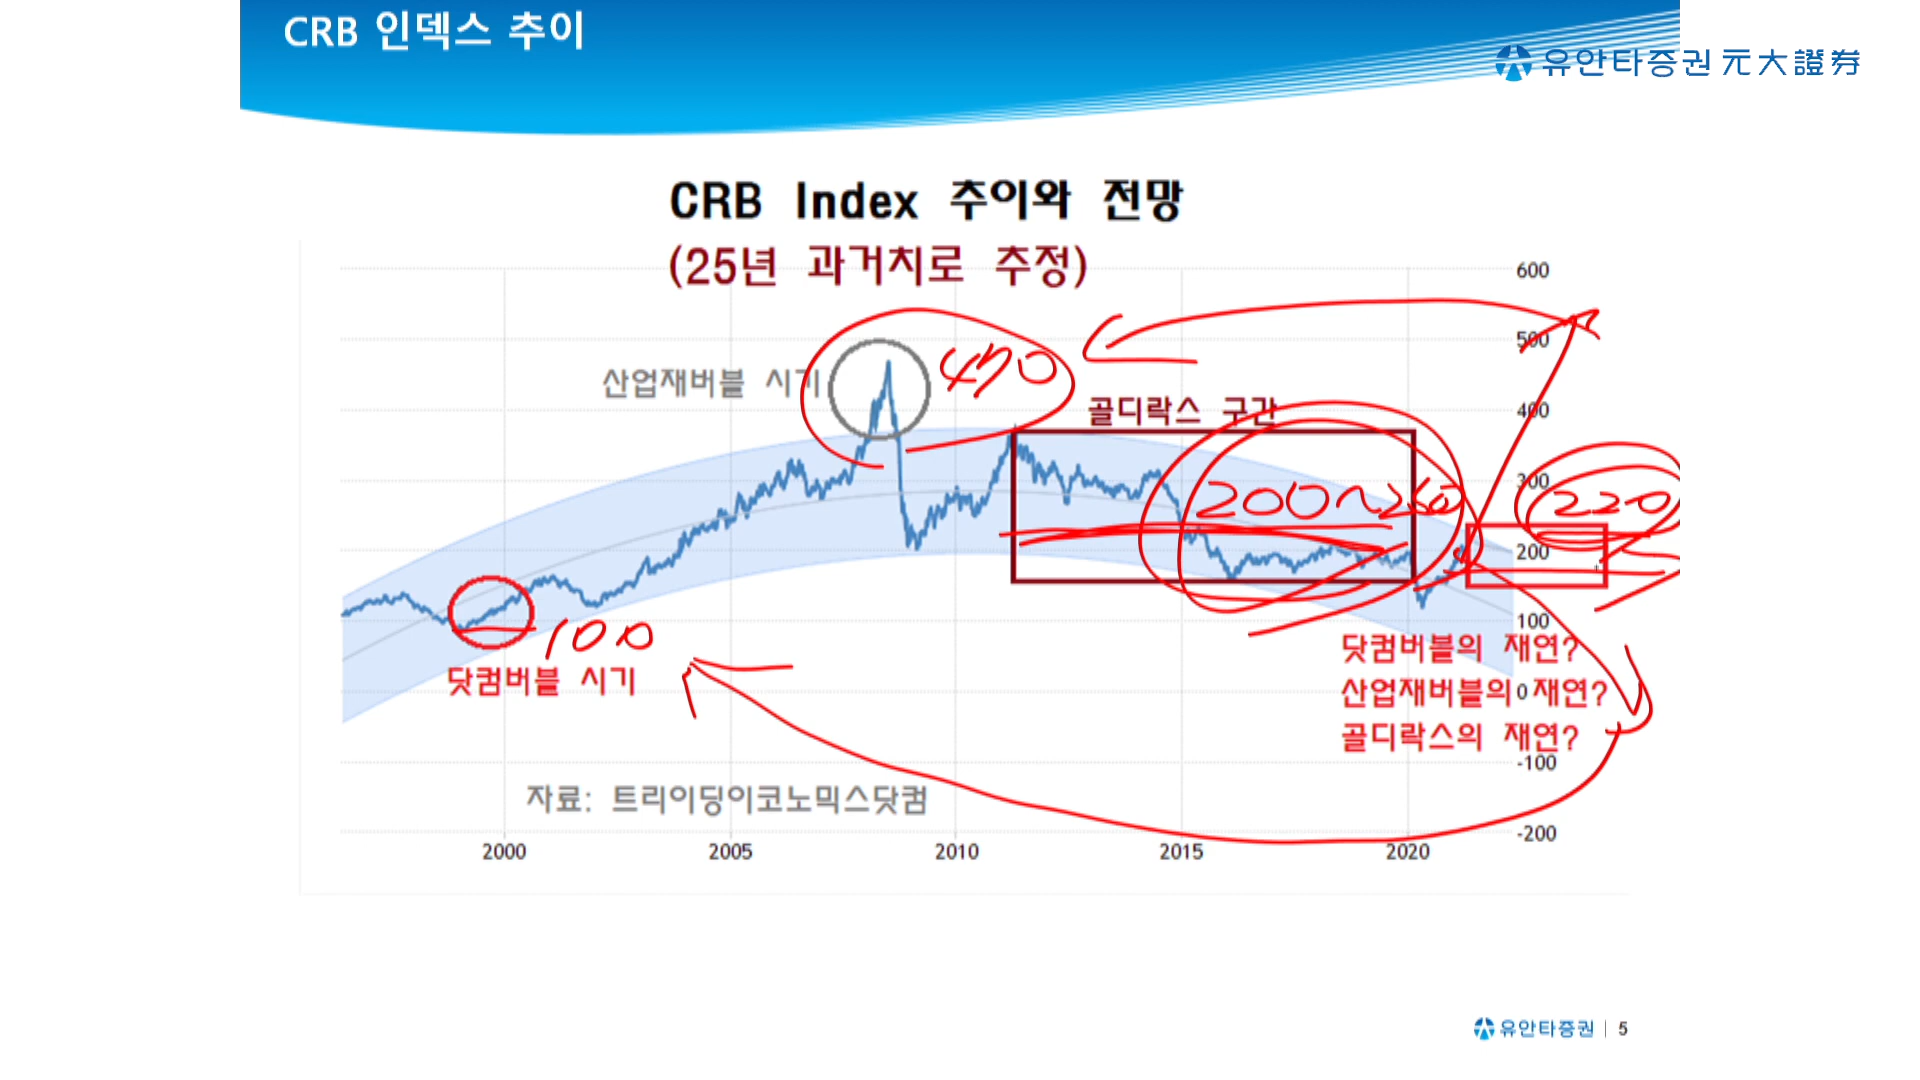 CRB 인덱스 추이
유안타증권 元大證券
CRB Index 추이와 전망
(25년 과거치로 추정)
600
500
400
300
200
100
0
-100
-200
산업재버블 시기
470
골디락스 구간
200~250
220
100
닷컴버블 시기
닷컴버블의 재연?
산업재버블의 재연?
골디락스의 재연?
자료: 트리이딩이코노믹스닷컴
2000 2005 2010 2015 2020
유안타증권 | 5